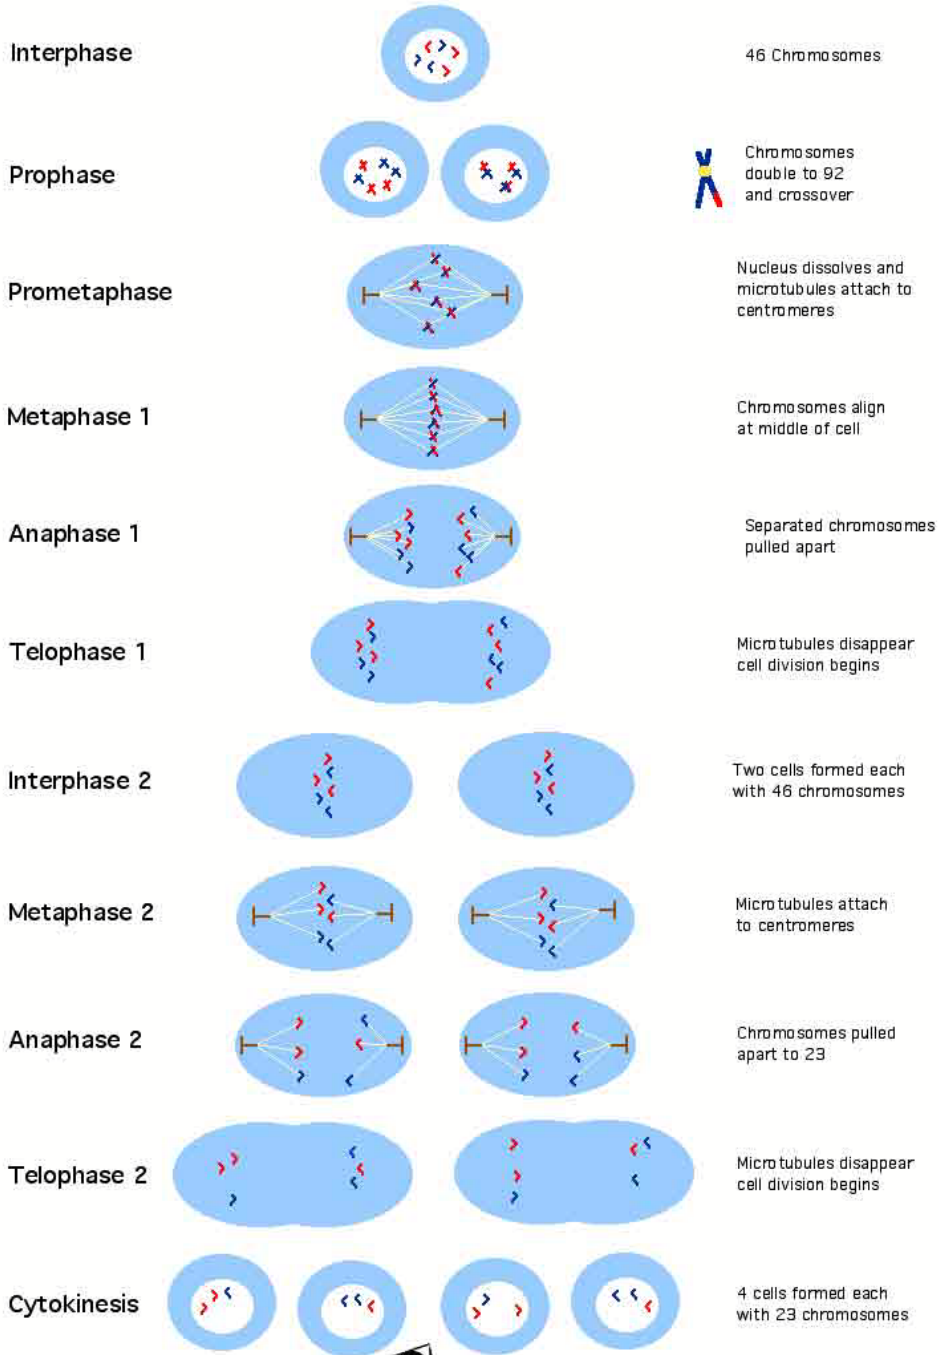 Interphase
46 Chromosomes
Prophase
Chromosomes
double to 92
and crossover
Prometaphase
Nucleus dissolves and
microtubules attach to
centromeres
Metaphase 1
Chromosomes align
at middle of cell
Anaphase 1
Separated chromosomes
pulled apart
Telophase 1
Microtubules disappear
cell division begins
Interphase 2
Two cells formed each
with 46 chromosomes
Metaphase 2
Microtubules attach
to centromeres
Anaphase 2
Chromosomes pulled
apart to 23
Telophase 2
Microtubules disappear
cell division begins
Cytokinesis
4 cells formed each
with 23 chromosomes